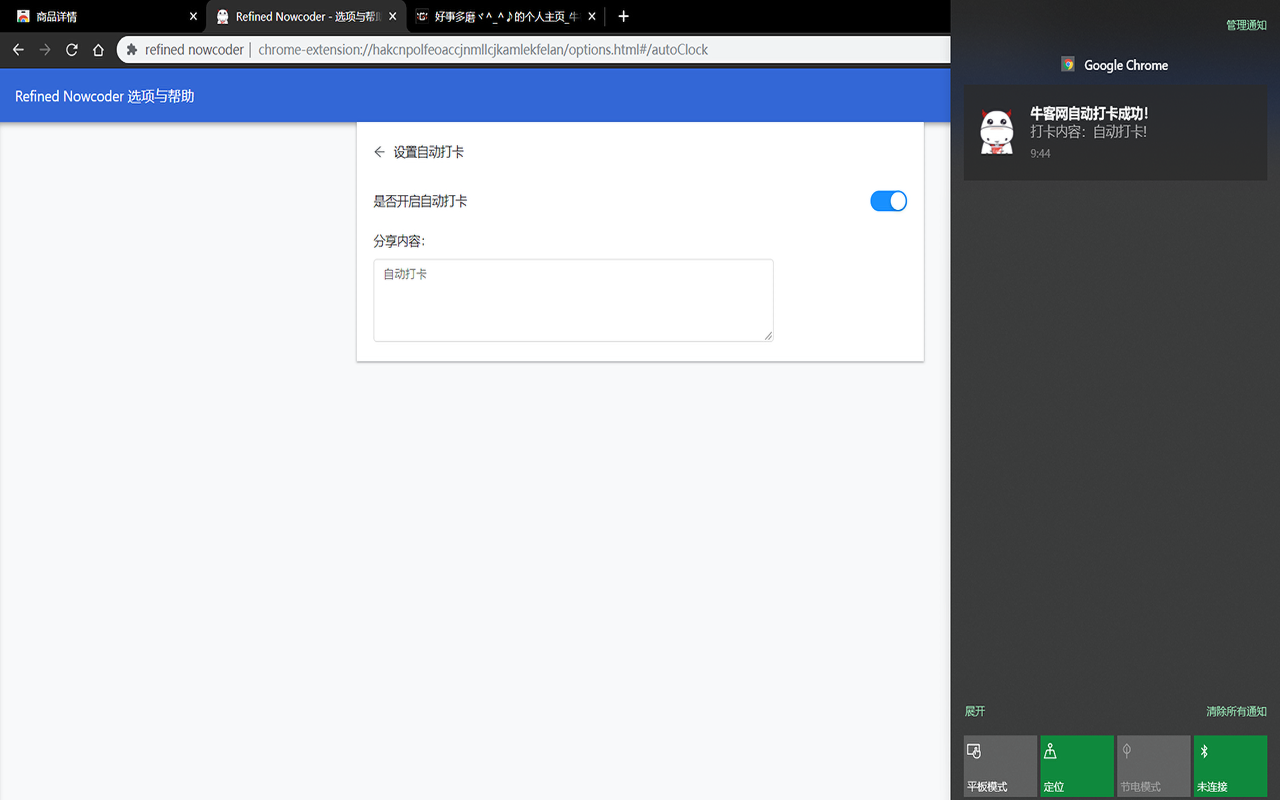 商品详情
Refined Nowcoder - 选项与帮
好事多磨ヾ^_^♪的个人主页_牛
refined nowcoder | chrome-extension://hakcnpolfeoaccjnmllcjkamlekfelan/options.html#/autoClock
Refined Nowcoder 选项与帮助
设置自动打卡
是否开启自动打卡
分享内容:
自动打卡
管理通知
Google Chrome
牛客网自动打卡成功!
打卡内容：自动打卡!
9:44
展开
清除所有通知
平板模式
定位
节电模式
未连接